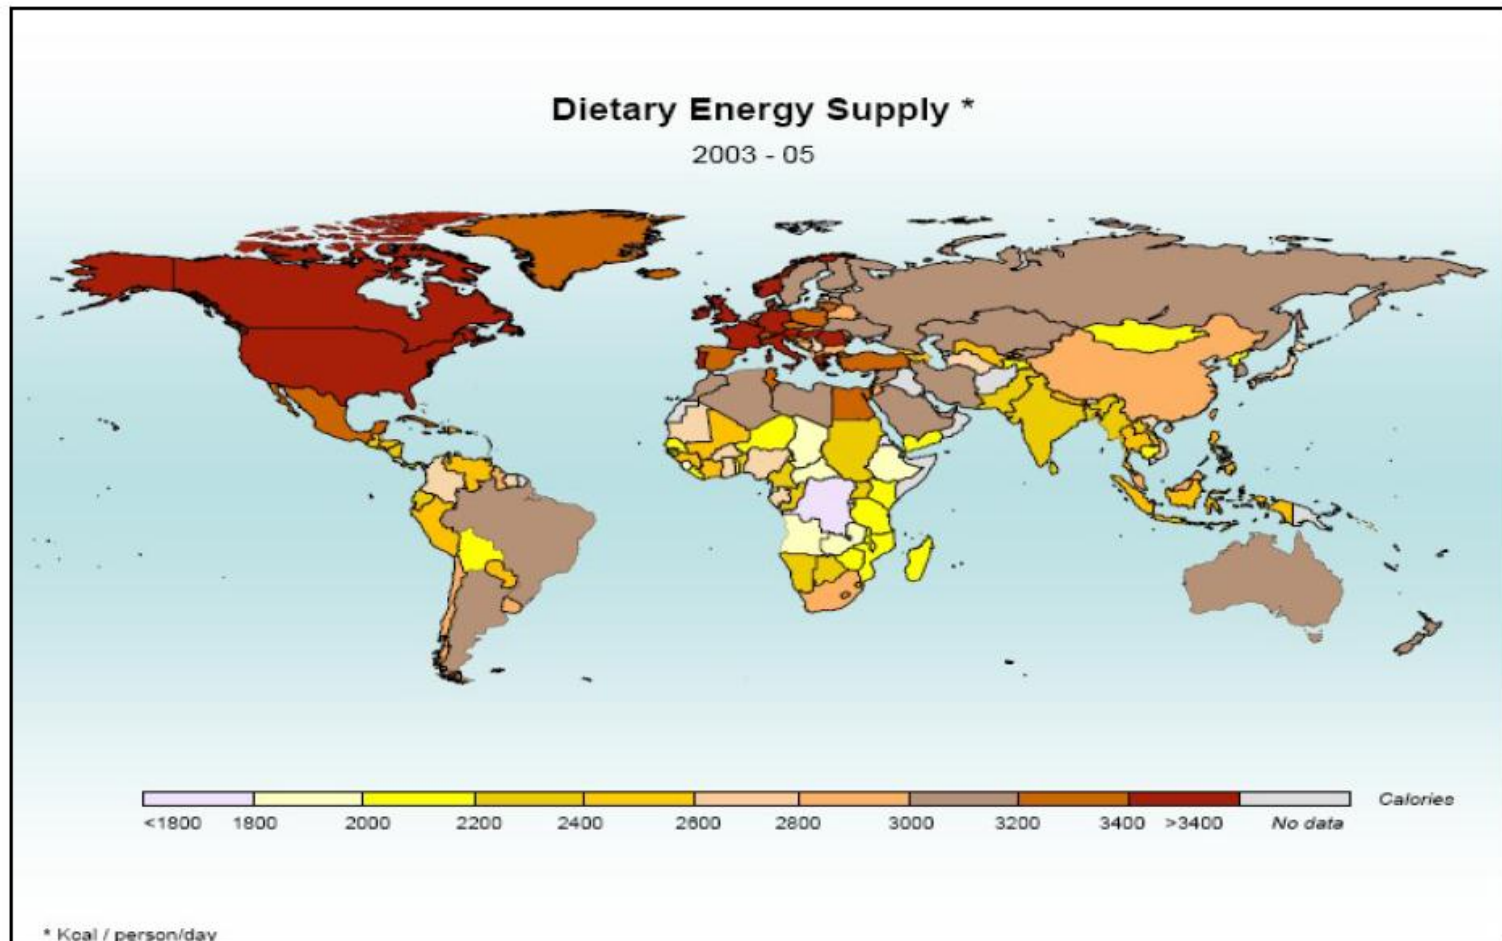 Dietary Energy Supply *
2003 - 05
<1800 1800 2000 2200 2400 2600 2800 3000 3200 3400 >3400 No data Calories
* Kcal / person/day